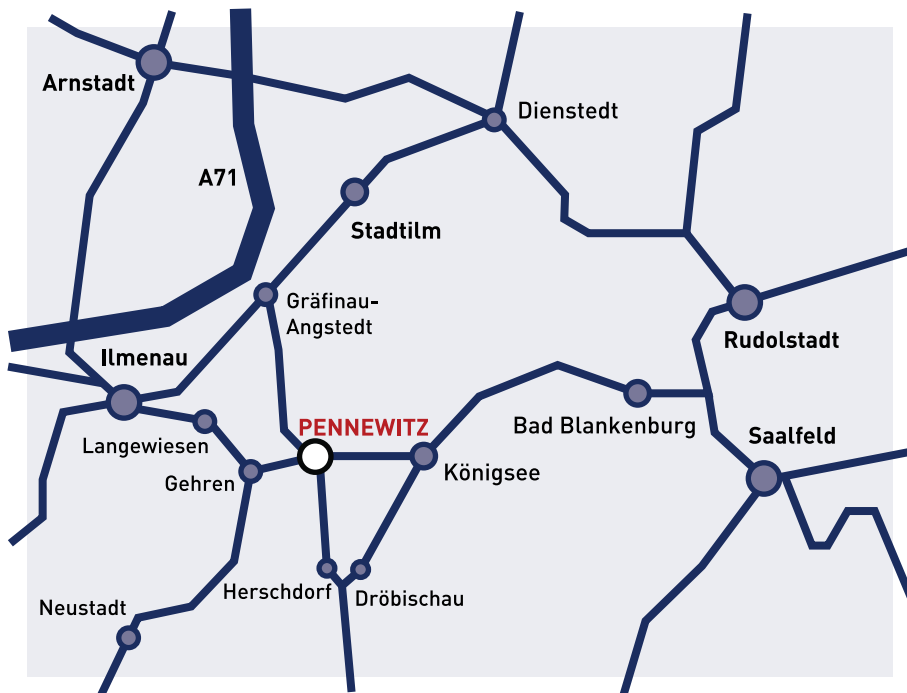 Arnstadt
Dienstedt
A71
Stadtilm
Gräfinau-
Angstedt
Rudolstadt
Ilmenau
PENNEWITZ
Bad Blankenburg
Langewiesen
Saalfeld
Gehren
Königsee
Herschdorf
Dröbischau
Neustadt